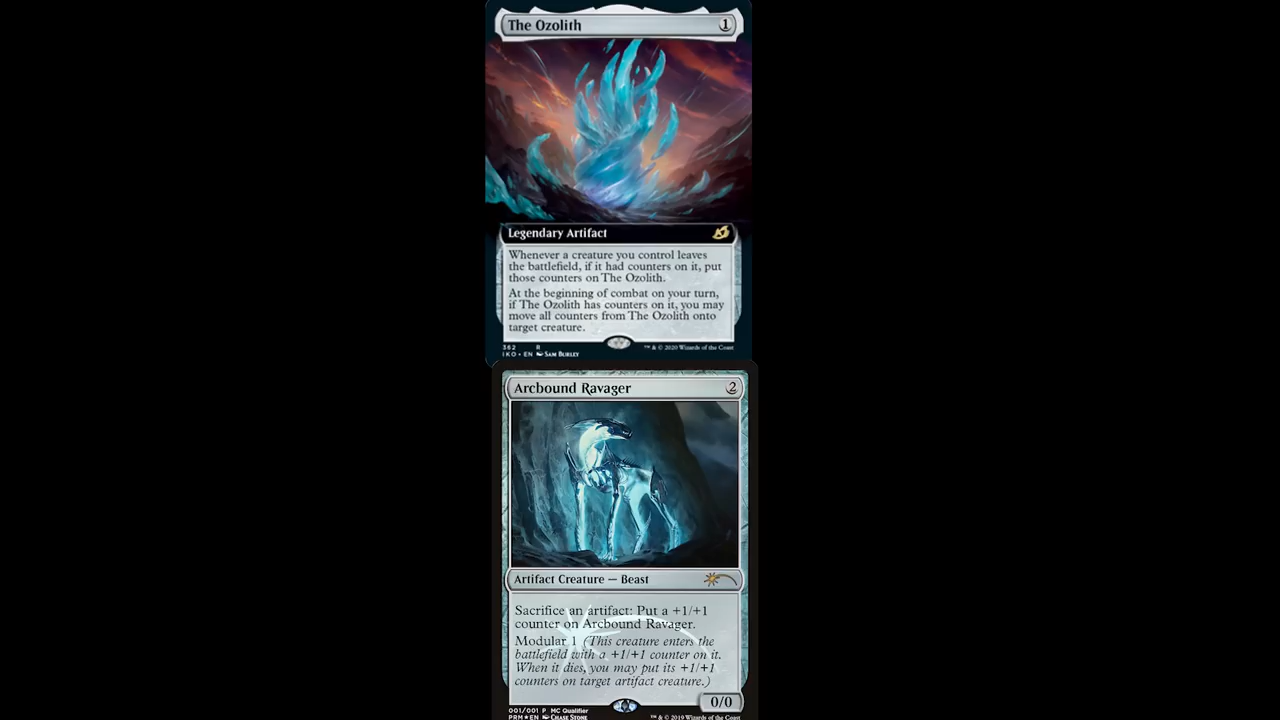 The Ozolith 1
Legendary Artifact
Whenever a creature you control leaves
the battlefield, if it had counters on it, put
those counters on The Ozolith.
At the beginning of combat on your turn,
if The Ozolith has counters on it, you may
move all counters from The Ozolith onto
target creature.
362 R
IKO • EN Sam Burley ™ & © 2020 Wizards of the Coast
Arcbound Ravager 2
Artifact Creature — Beast
Sacrifice an artifact: Put a +1/+1
counter on Arcbound Ravager.
Modular 1 (This creature enters the
battlefield with a +1/+1 counter on it.
When it dies, you may put its +1/+1
counters on target artifact creature.)
0/0
001/001 P MC Qualifier
PRM★EN Chase Stone ™ & © 2019 Wizards of the Coast